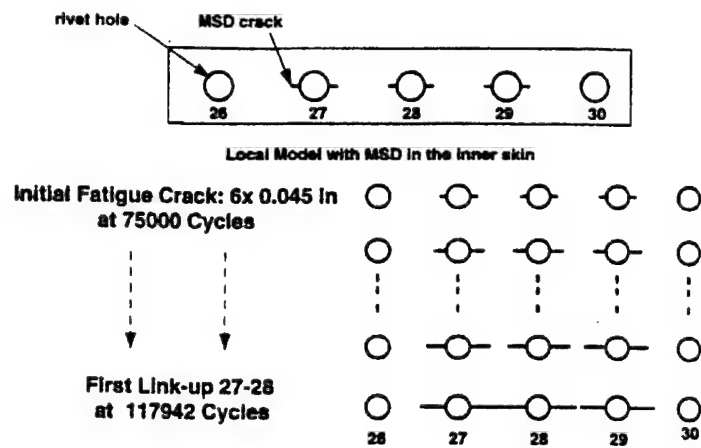 rivet hole
MSD crack
26 27 28 29 30
Local Model with MSD in the inner skin
Initial Fatigue Crack: 6x 0.045 in
at 75000 Cycles
First Link-up 27-28
at 117942 Cycles
26 27 28 29 30